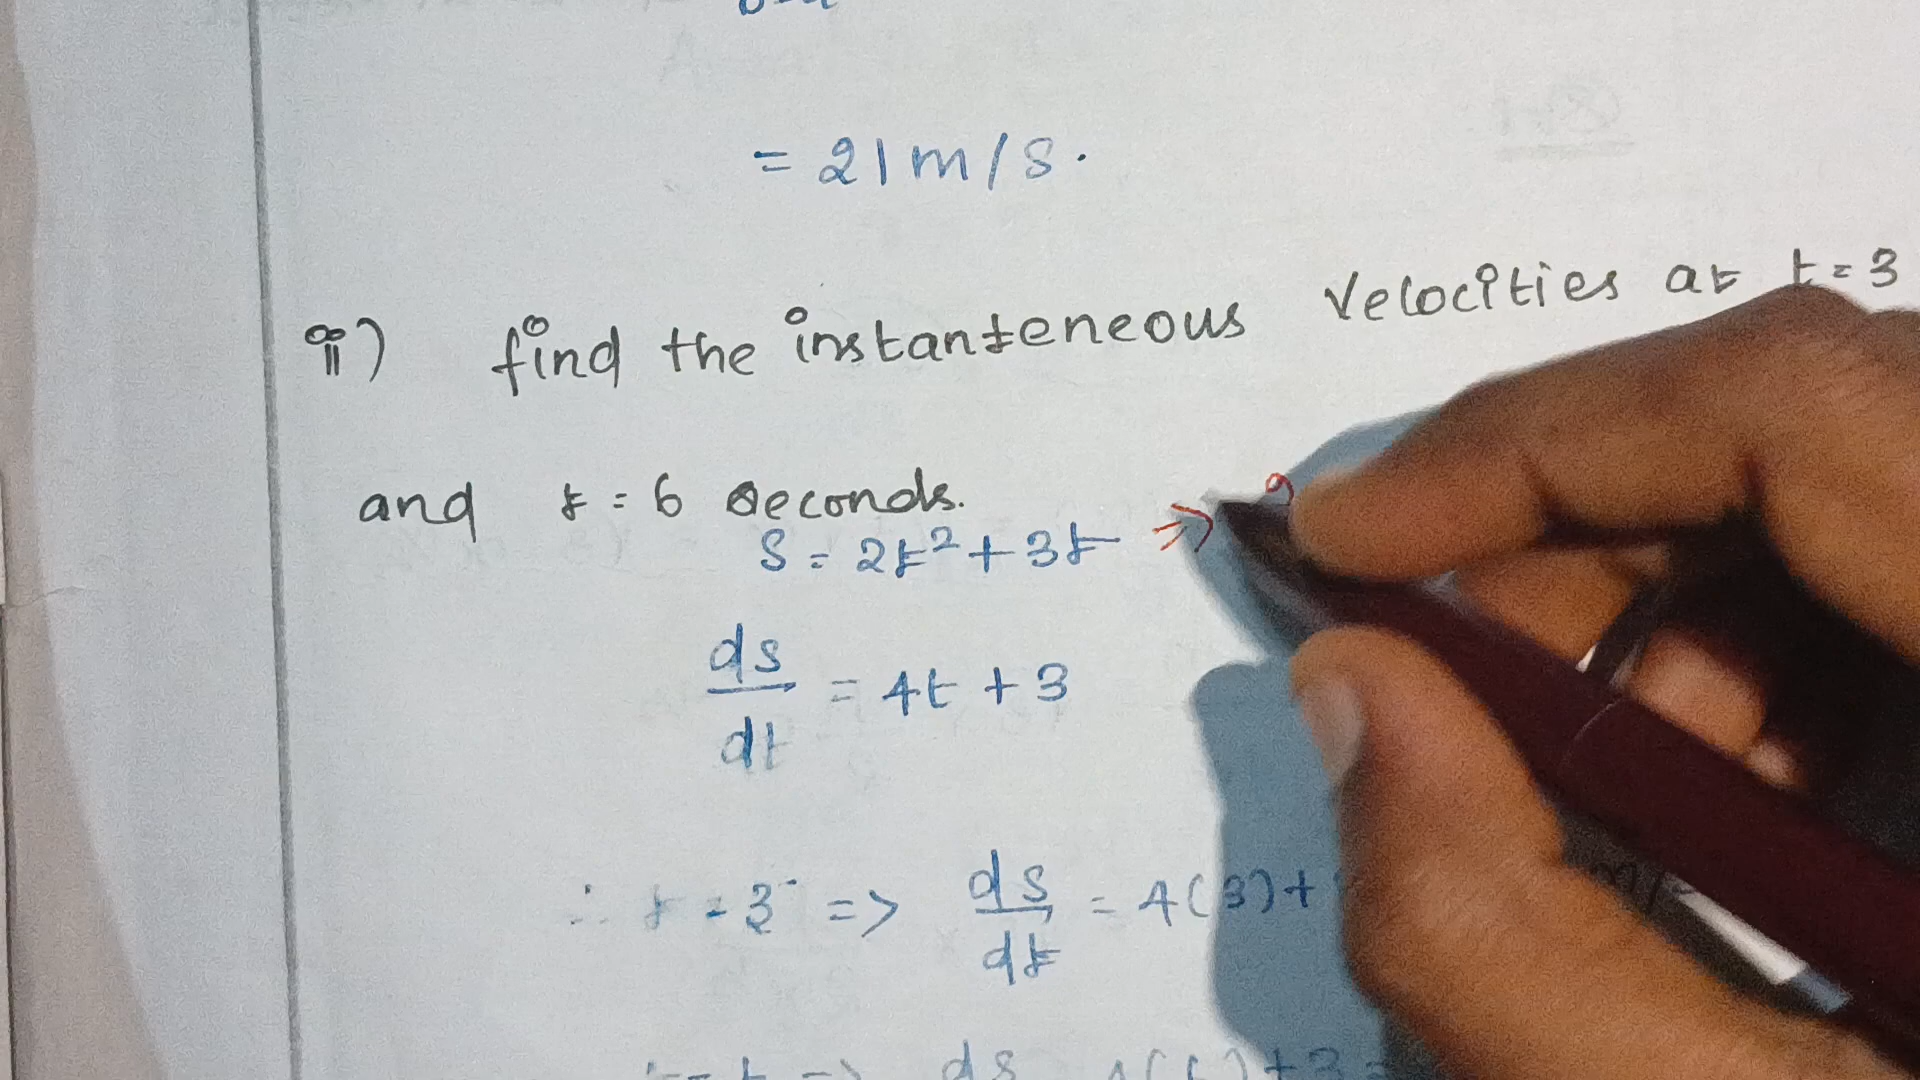 = 21 m/s.
ii) find the instanteneous velocities at t = 3
and t = 6 seconds.
S = 2t² + 3t →
ds/dt = 4t + 3
∴ t = 3 => ds/dt = 4(3) +